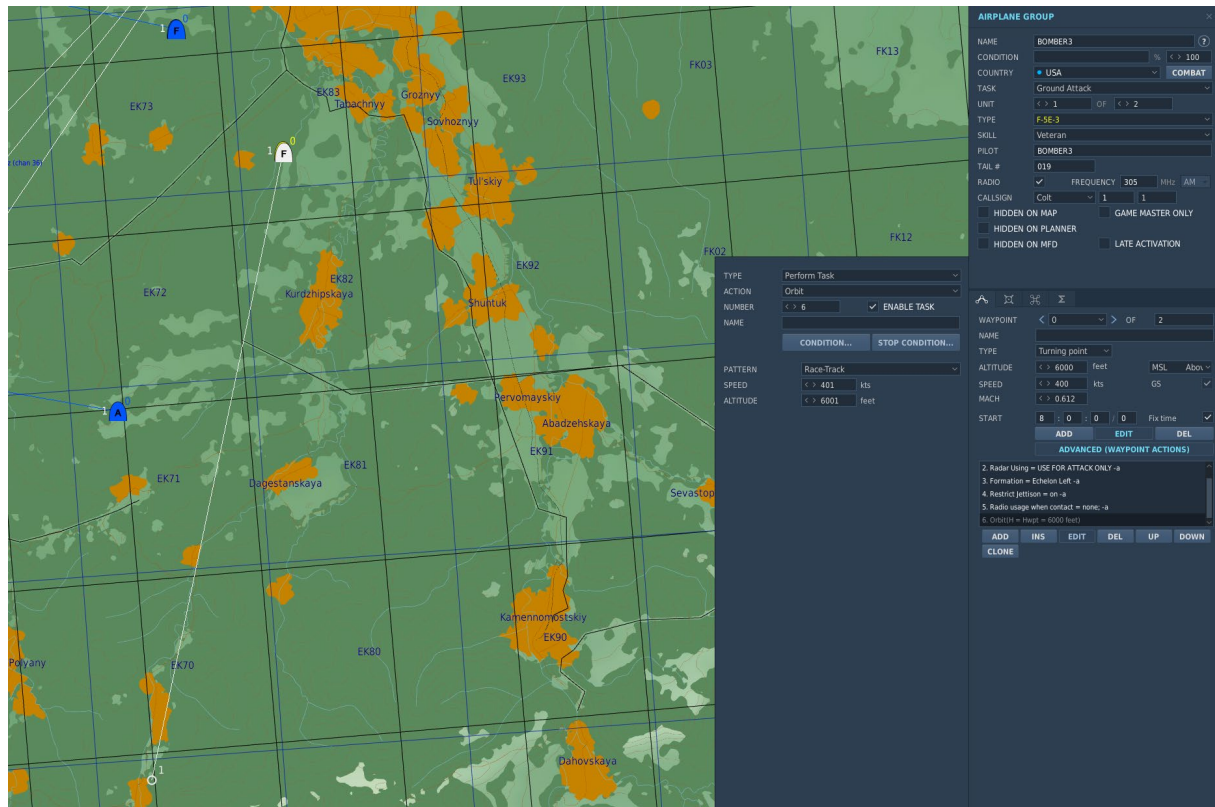 1 F 0
EK73
z (chan 36)
EK83
Tabachnyy
Groznyy
Sovhoznyy
EK93
FK03
FK13
1 F 0
Tul'skiy
FK02
FK12
EK72
EK82
Kurdzhipskaya
EK92
Shuntuk
1 A 0
Pervomayskiy
Abadzehskaya
EK91
EK71
EK81
Dagestanskaya
Sevastop
Kamennomostskiy
EK90
EK80
EK70
Polyany
1
Dahovskaya
TYPE Perform Task
ACTION Orbit
NUMBER < > 6 ENABLE TASK
NAME
CONDITION... STOP CONDITION...
PATTERN Race-Track
SPEED < > 401 kts
ALTITUDE < > 6001 feet
AIRPLANE GROUP
NAME BOMBER3 ?
CONDITION % < > 100
COUNTRY USA COMBAT
TASK Ground Attack
UNIT < > 1 OF < > 2
TYPE F-5E-3
SKILL Veteran
PILOT BOMBER3
TAIL # 019
RADIO FREQUENCY 305 MHz AM
CALLSIGN Colt 1 1
HIDDEN ON MAP GAME MASTER ONLY
HIDDEN ON PLANNER
HIDDEN ON MFD LATE ACTIVATION
WAYPOINT < 0 > OF 2
NAME
TYPE Turning point
ALTITUDE < > 6000 feet MSL Abov
SPEED < > 400 kts GS
MACH < > 0.612
START 8 : 0 : 0 / 0 Fix time
ADD EDIT DEL
ADVANCED (WAYPOINT ACTIONS)
2. Radar Using = USE FOR ATTACK ONLY -a
3. Formation = Echelon Left -a
4. Restrict Jettison = on -a
5. Radio usage when contact = none; -a
6. Orbit(H = Hwpt = 6000 feet)
ADD INS EDIT DEL UP DOWN
CLONE